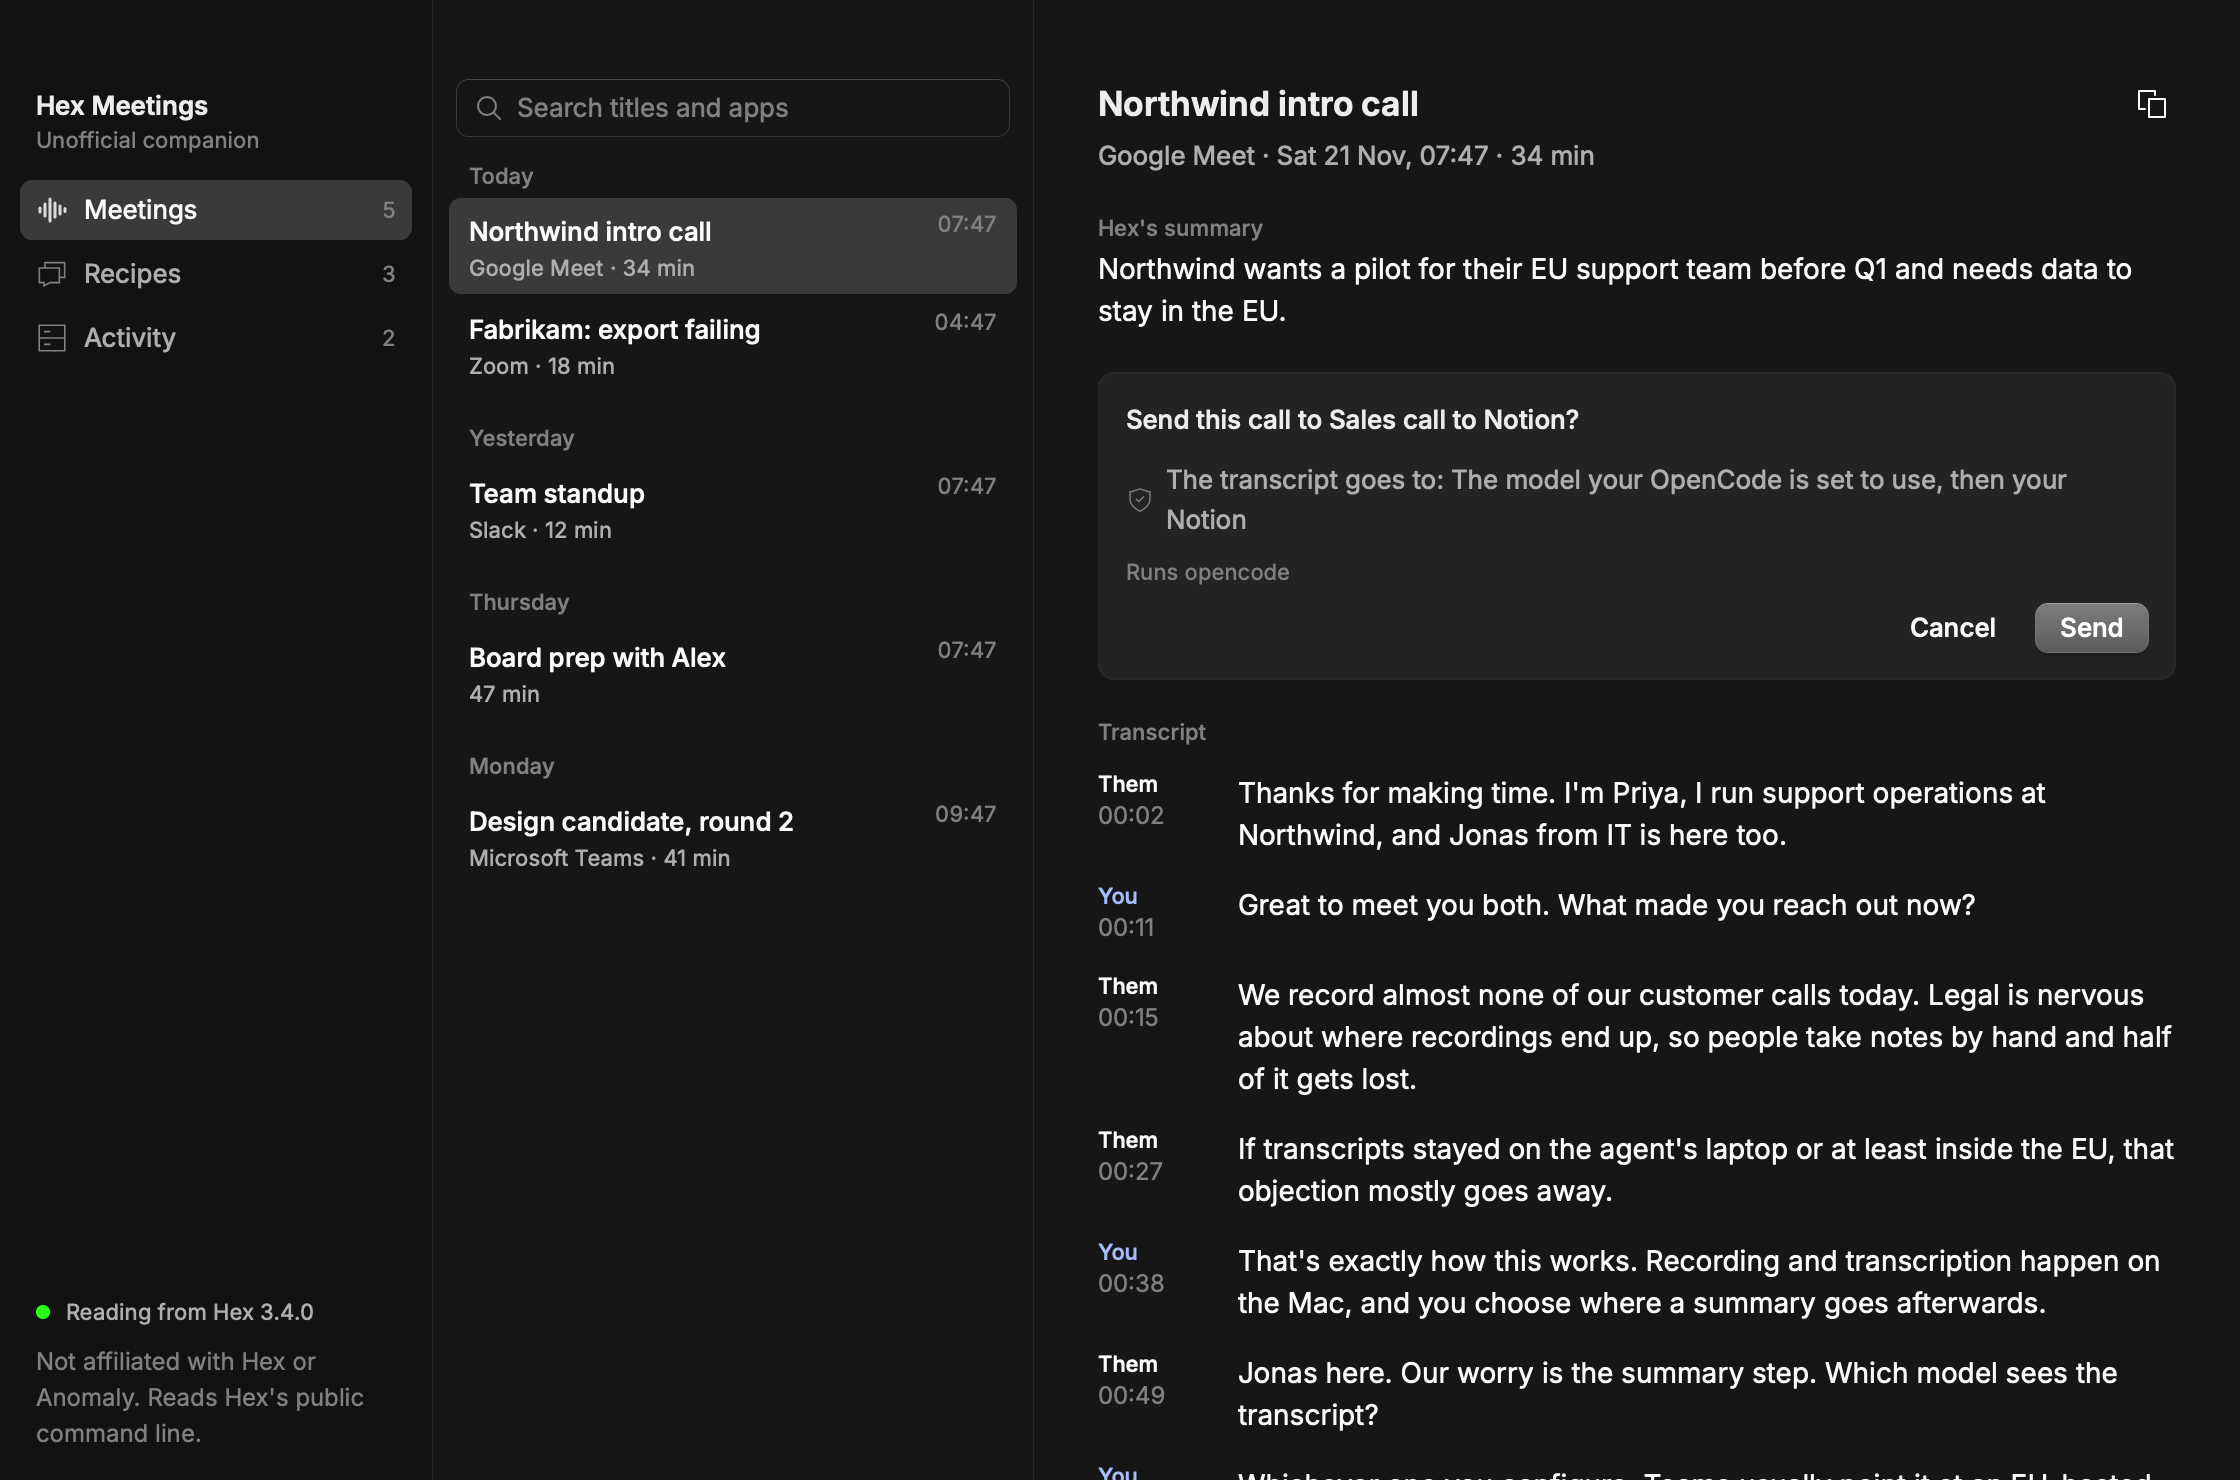 Hex Meetings
Unofficial companion
Meetings 5
Recipes 3
Activity 2
Reading from Hex 3.4.0
Not affiliated with Hex or
Anomaly. Reads Hex's public
command line.
Search titles and apps
Today
Northwind intro call 07:47
Google Meet · 34 min
Fabrikam: export failing 04:47
Zoom · 18 min
Yesterday
Team standup 07:47
Slack · 12 min
Thursday
Board prep with Alex 07:47
47 min
Monday
Design candidate, round 2 09:47
Microsoft Teams · 41 min
Northwind intro call
Google Meet · Sat 21 Nov, 07:47 · 34 min
Hex's summary
Northwind wants a pilot for their EU support team before Q1 and needs data to
stay in the EU.
Send this call to Sales call to Notion?
The transcript goes to: The model your OpenCode is set to use, then your
Notion
Runs opencode
Cancel Send
Transcript
Them
00:02
Thanks for making time. I'm Priya, I run support operations at
Northwind, and Jonas from IT is here too.
You
00:11
Great to meet you both. What made you reach out now?
Them
00:15
We record almost none of our customer calls today. Legal is nervous
about where recordings end up, so people take notes by hand and half
of it gets lost.
Them
00:27
If transcripts stayed on the agent's laptop or at least inside the EU, that
objection mostly goes away.
You
00:38
That's exactly how this works. Recording and transcription happen on
the Mac, and you choose where a summary goes afterwards.
Them
00:49
Jonas here. Our worry is the summary step. Which model sees the
transcript?
You